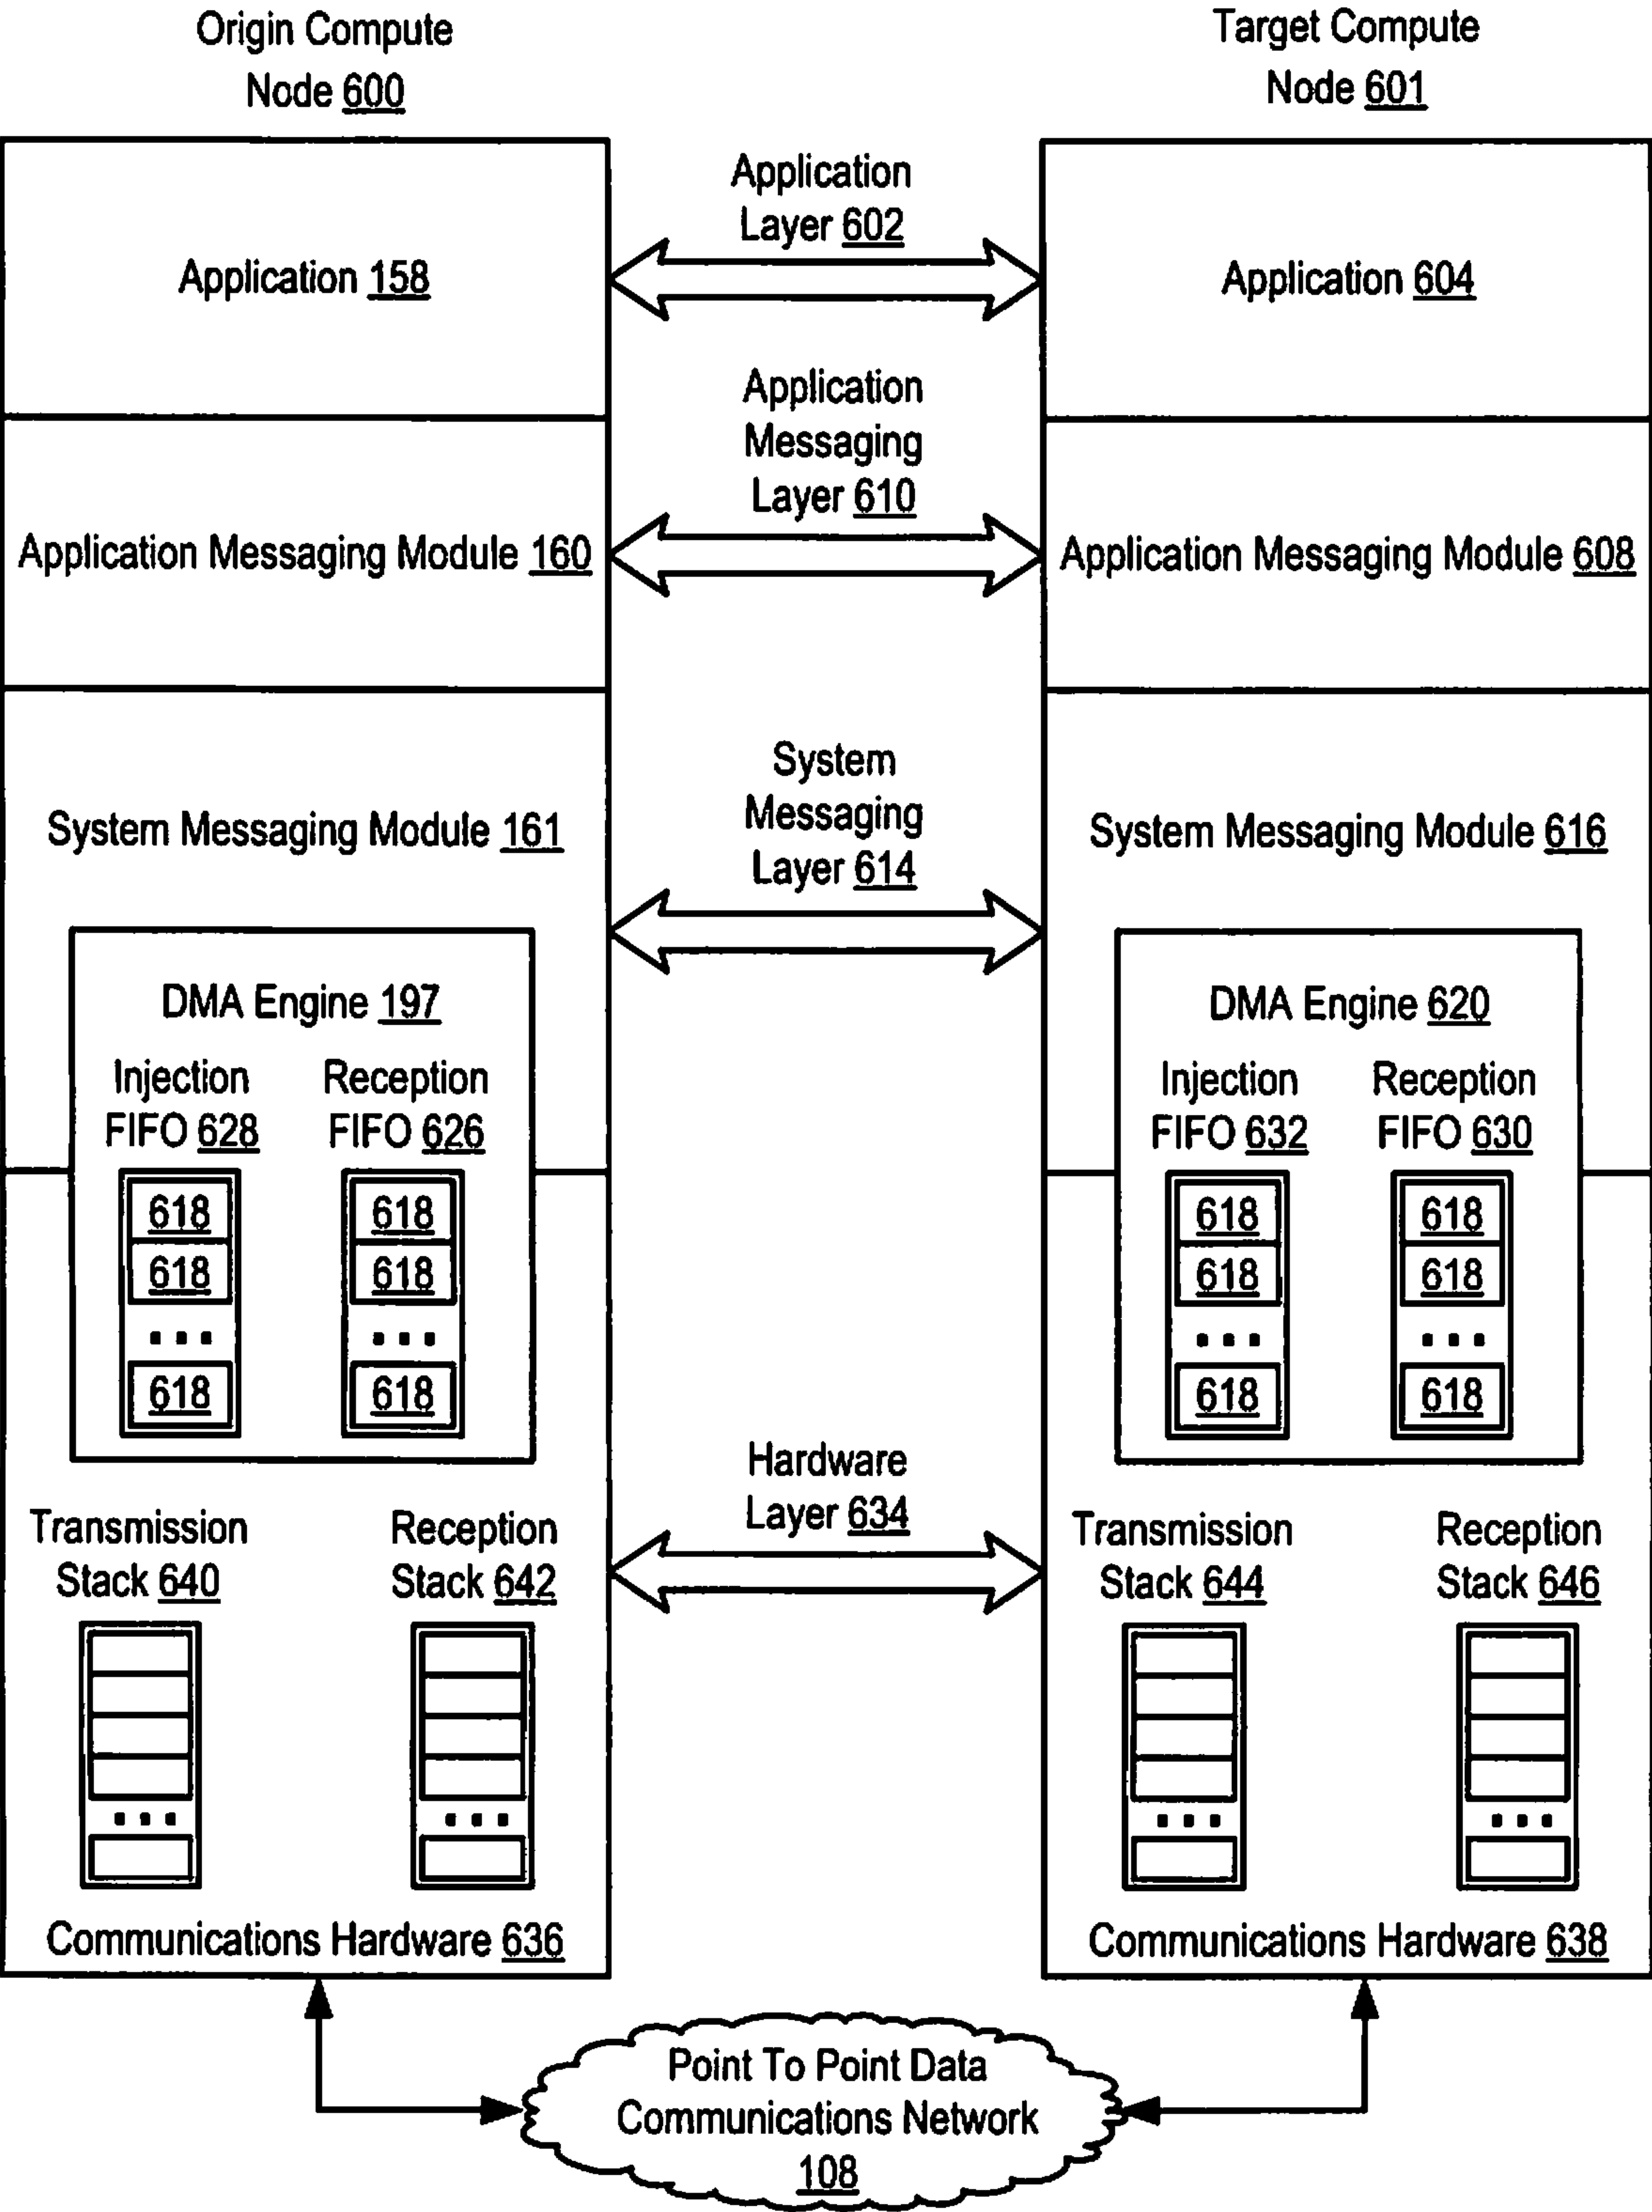 Origin Compute
Node 600
Target Compute
Node 601
Application
Layer 602
Application 158
Application 604
Application
Messaging
Layer 610
Application Messaging Module 160
Application Messaging Module 608
System
Messaging
Layer 614
System Messaging Module 161
System Messaging Module 616
DMA Engine 197
Injection
FIFO 628
Reception
FIFO 626
618
618
...
618
618
618
...
618
DMA Engine 620
Injection
FIFO 632
Reception
FIFO 630
618
618
...
618
618
618
...
618
Hardware
Layer 634
Transmission
Stack 640
Reception
Stack 642
...
...
Transmission
Stack 644
Reception
Stack 646
...
...
Communications Hardware 636
Communications Hardware 638
Point To Point Data
Communications Network
108